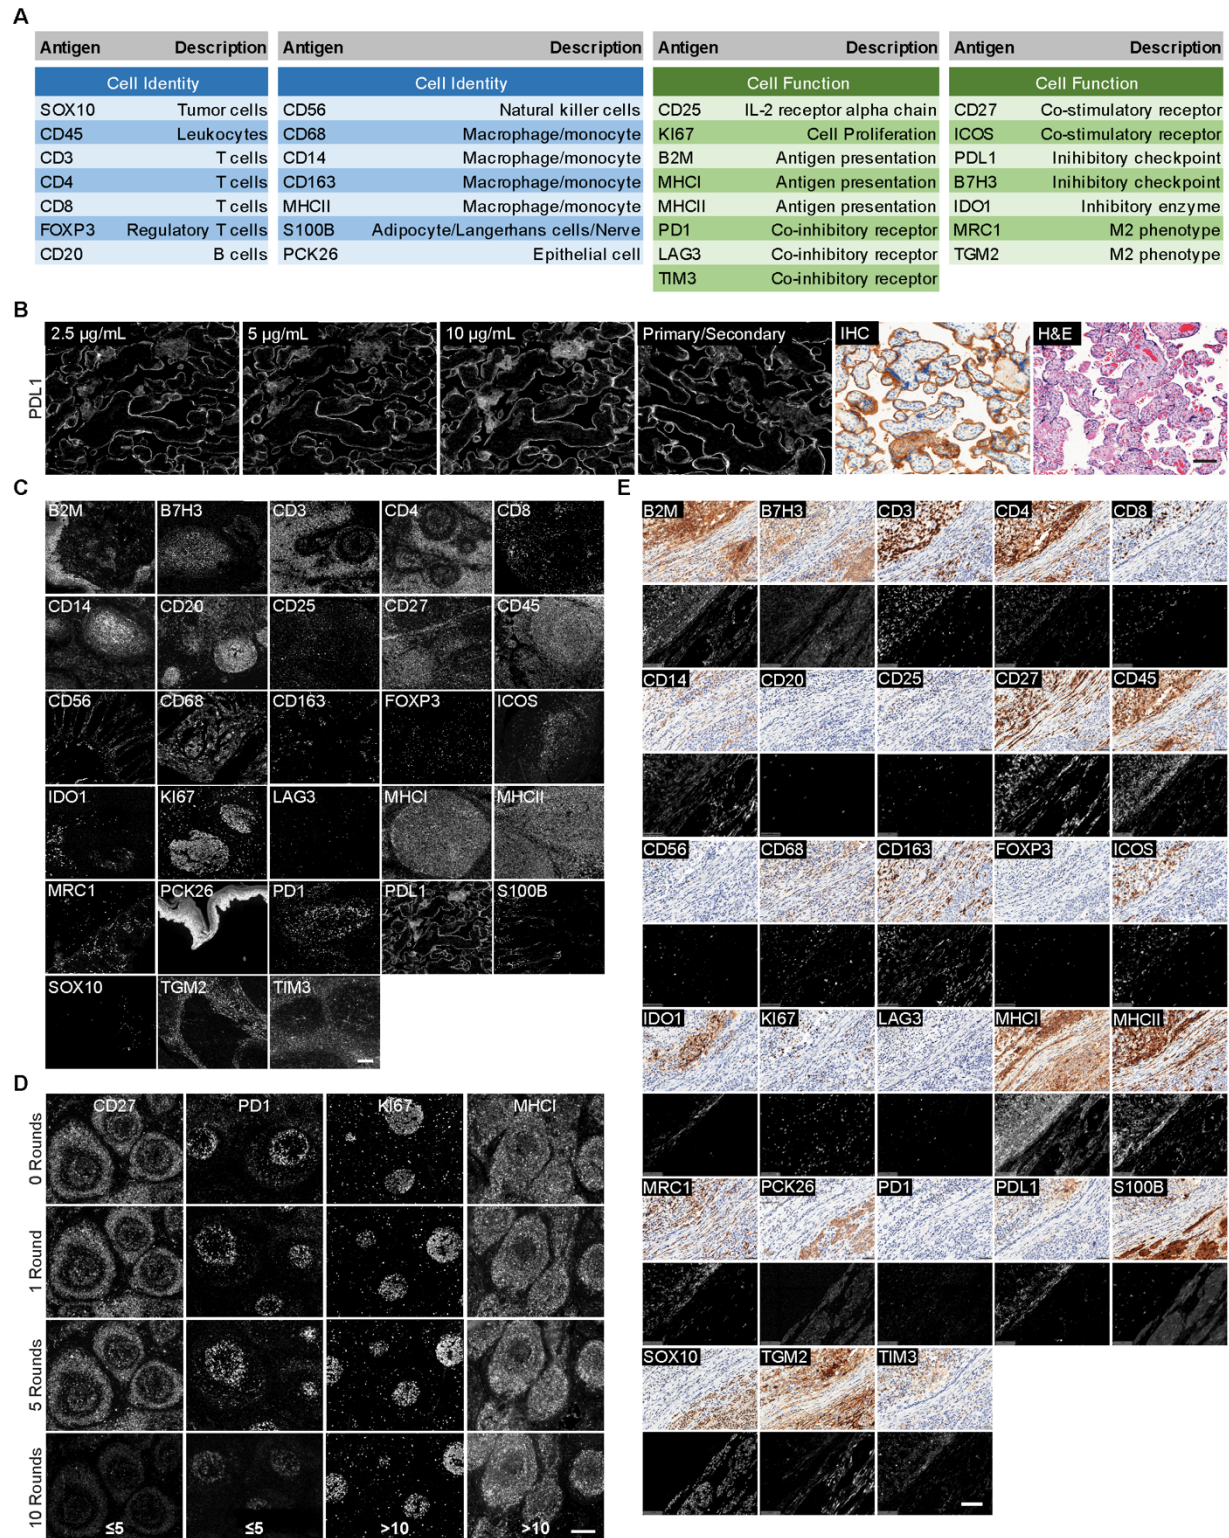 A
Antigen Description
Cell Identity
SOX10 Tumor cells
CD45 Leukocytes
CD3 T cells
CD4 T cells
CD8 T cells
FOXP3 Regulatory T cells
CD20 B cells
Antigen Description
Cell Identity
CD56 Natural killer cells
CD68 Macrophage/monocyte
CD14 Macrophage/monocyte
CD163 Macrophage/monocyte
MHCII Macrophage/monocyte
S100B Adipocyte/Langerhans cells/Nerve
PCK26 Epithelial cell
Antigen Description
Cell Function
CD25 IL-2 receptor alpha chain
KI67 Cell Proliferation
B2M Antigen presentation
MHCI Antigen presentation
MHCII Antigen presentation
PD1 Co-inhibitory receptor
LAG3 Co-inhibitory receptor
TIM3 Co-inhibitory receptor
Antigen Description
Cell Function
CD27 Co-stimulatory receptor
ICOS Co-stimulatory receptor
PDL1 Inihibitory checkpoint
B7H3 Inihibitory checkpoint
IDO1 Inhibitory enzyme
MRC1 M2 phenotype
TGM2 M2 phenotype
B
PDL1
2.5 µg/mL 5 µg/mL 10 µg/mL Primary/Secondary IHC H&E
C
B2M B7H3 CD3 CD4 CD8
CD14 CD20 CD25 CD27 CD45
CD56 CD68 CD163 FOXP3 ICOS
IDO1 KI67 LAG3 MHCI MHCII
MRC1 PCK26 PD1 PDL1 S100B
SOX10 TGM2 TIM3
D
CD27 PD1 KI67 MHCI
0 Rounds
1 Round
5 Rounds
10 Rounds
≤5 ≤5 >10 >10
E
B2M B7H3 CD3 CD4 CD8
CD14 CD20 CD25 CD27 CD45
CD56 CD68 CD163 FOXP3 ICOS
IDO1 KI67 LAG3 MHCI MHCII
MRC1 PCK26 PD1 PDL1 S100B
SOX10 TGM2 TIM3